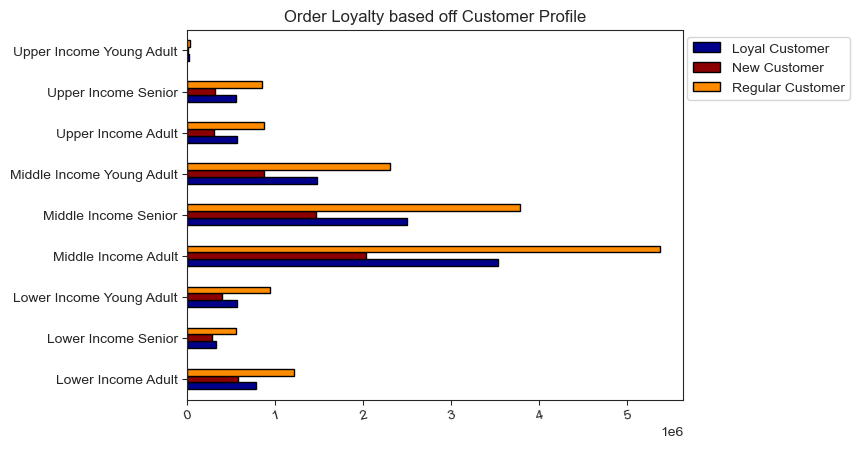 Order Loyalty based off Customer Profile
Upper Income Young Adult
Upper Income Senior
Upper Income Adult
Middle Income Young Adult
Middle Income Senior
Middle Income Adult
Lower Income Young Adult
Lower Income Senior
Lower Income Adult
0 1 2 3 4 5
1e6
Loyal Customer
New Customer
Regular Customer